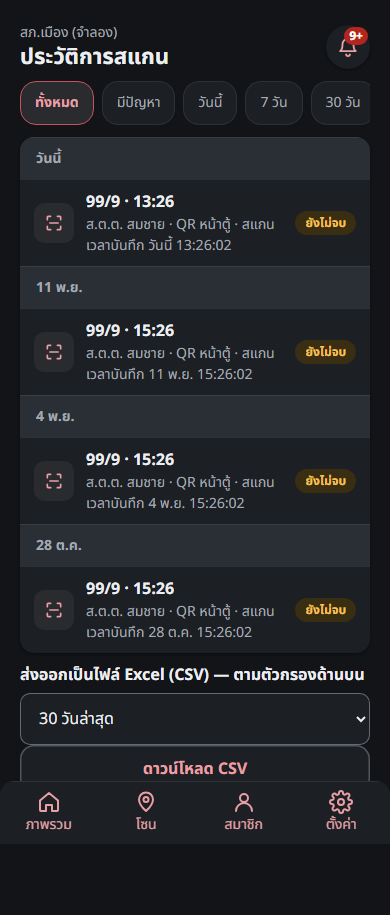 สภ.เมือง (จำลอง)
ประวัติการสแกน
9+
ทั้งหมด
มีปัญหา
วันนี้
7 วัน
30 วัน
วันนี้
99/9 · 13:26
ส.ต.ต. สมชาย · QR หน้าตู้ · สแกน
เวลาบันทึก วันนี้ 13:26:02
ยังไม่จบ
11 พ.ย.
99/9 · 15:26
ส.ต.ต. สมชาย · QR หน้าตู้ · สแกน
เวลาบันทึก 11 พ.ย. 15:26:02
ยังไม่จบ
4 พ.ย.
99/9 · 15:26
ส.ต.ต. สมชาย · QR หน้าตู้ · สแกน
เวลาบันทึก 4 พ.ย. 15:26:02
ยังไม่จบ
28 ต.ค.
99/9 · 15:26
ส.ต.ต. สมชาย · QR หน้าตู้ · สแกน
เวลาบันทึก 28 ต.ค. 15:26:02
ยังไม่จบ
ส่งออกเป็นไฟล์ Excel (CSV) — ตามตัวกรองด้านบน
30 วันล่าสุด
ดาวน์โหลด CSV
ภาพรวม
โซน
สมาชิก
ตั้งค่า